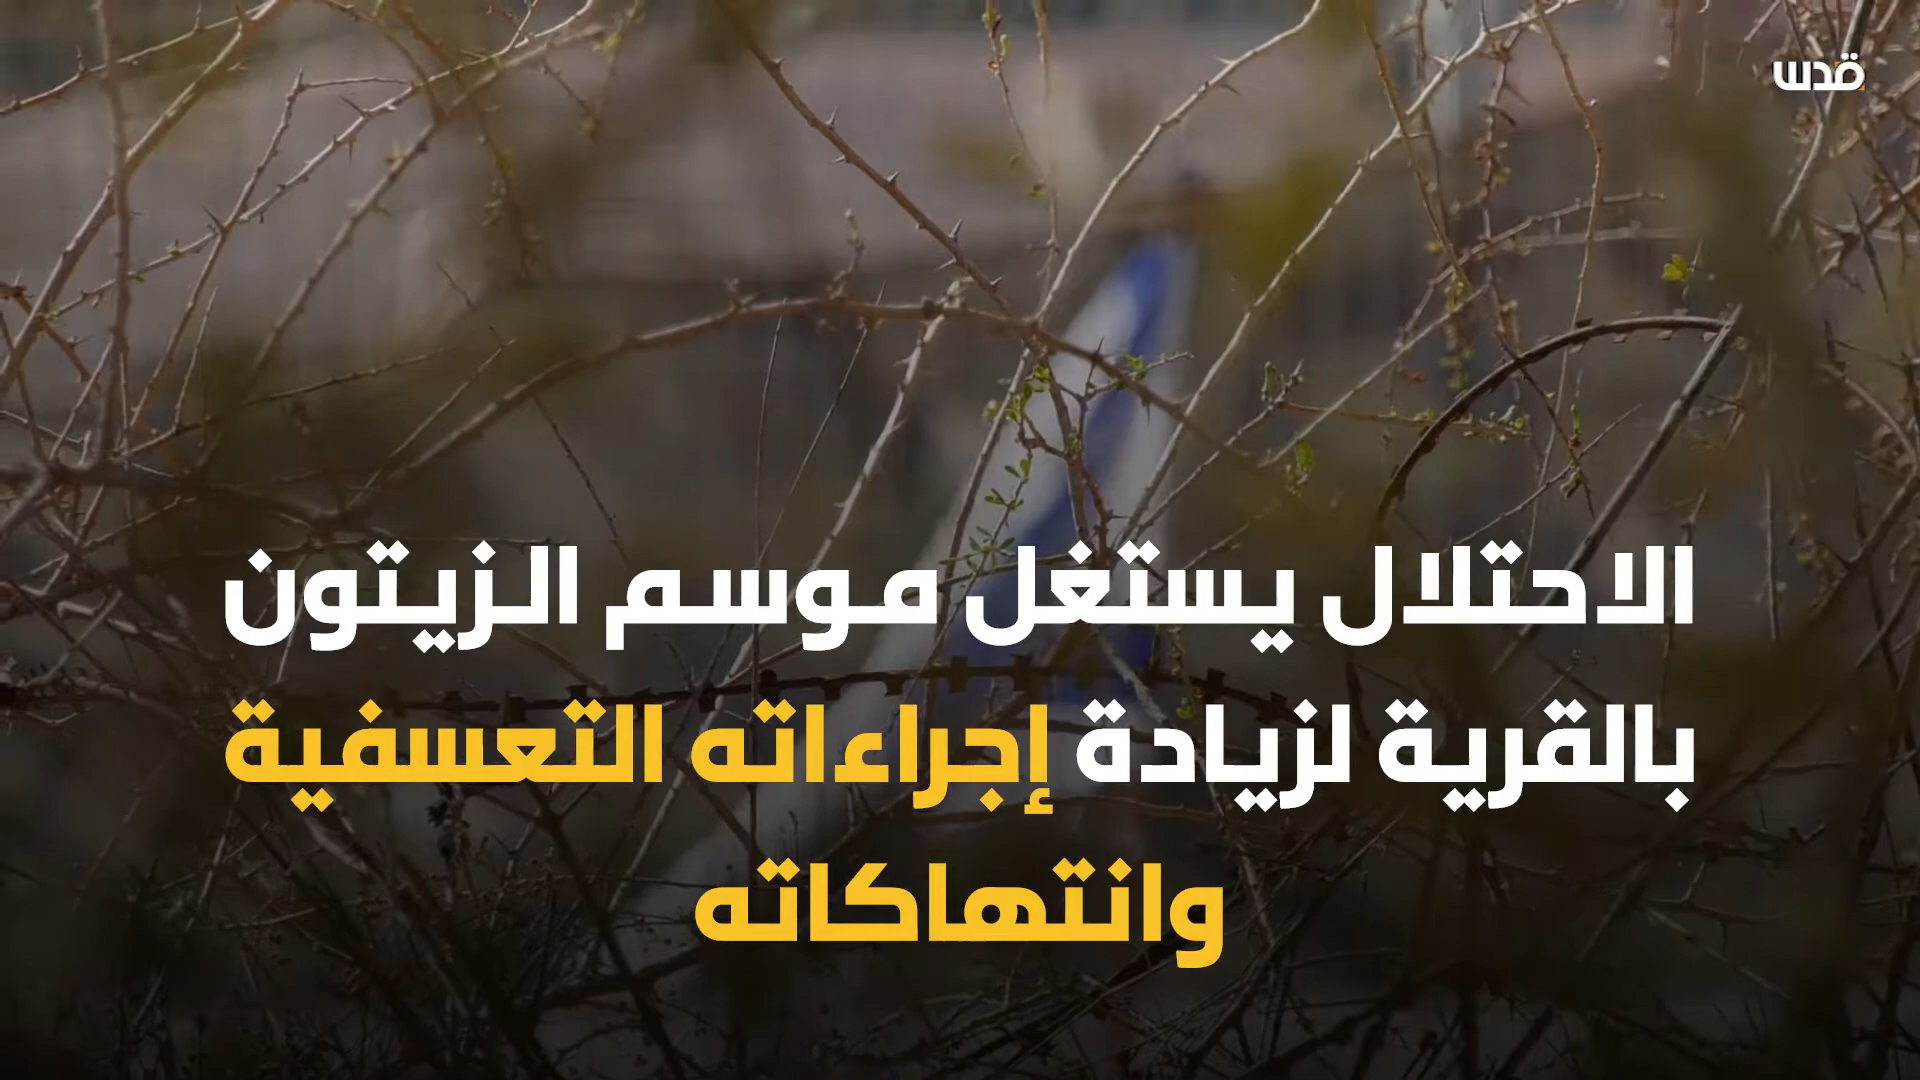 قدس
الاحتلال يستغل موسم الزيتون
بالقرية لزيادة إجراءاته التعسفية
وانتهاكاته